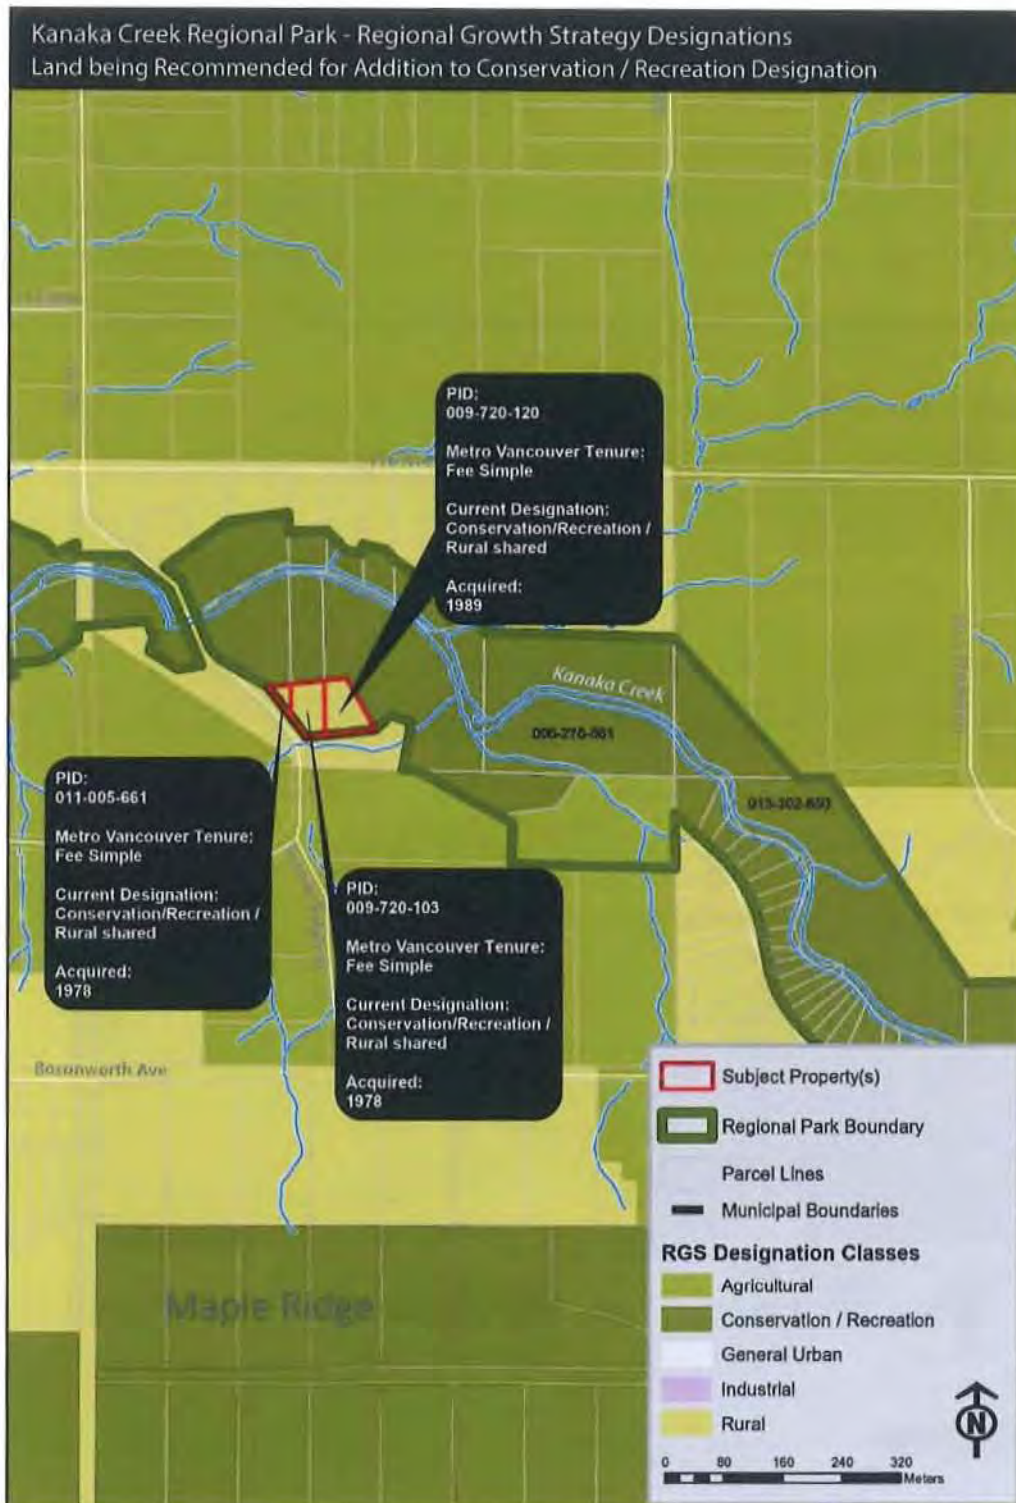 Kanaka Creek Regional Park - Regional Growth Strategy Designations
Land being Recommended for Addition to Conservation / Recreation Designation
PID:
009-720-120
Metro Vancouver Tenure:
Fee Simple
Current Designation:
Conservation/Recreation /
Rural shared
Acquired:
1989
Kanaka Creek
PID:
011-005-661
Metro Vancouver Tenure:
Fee Simple
Current Designation:
Conservation/Recreation /
Rural shared
Acquired:
1978
PID:
009-720-103
Metro Vancouver Tenure:
Fee Simple
Current Designation:
Conservation/Recreation /
Rural shared
Acquired:
1978
Bosonworth Ave
Maple Ridge
Subject Property(s)
Regional Park Boundary
Parcel Lines
Municipal Boundaries
RGS Designation Classes
Agricultural
Conservation / Recreation
General Urban
Industrial
Rural
N
0 80 160 240 320
Meters